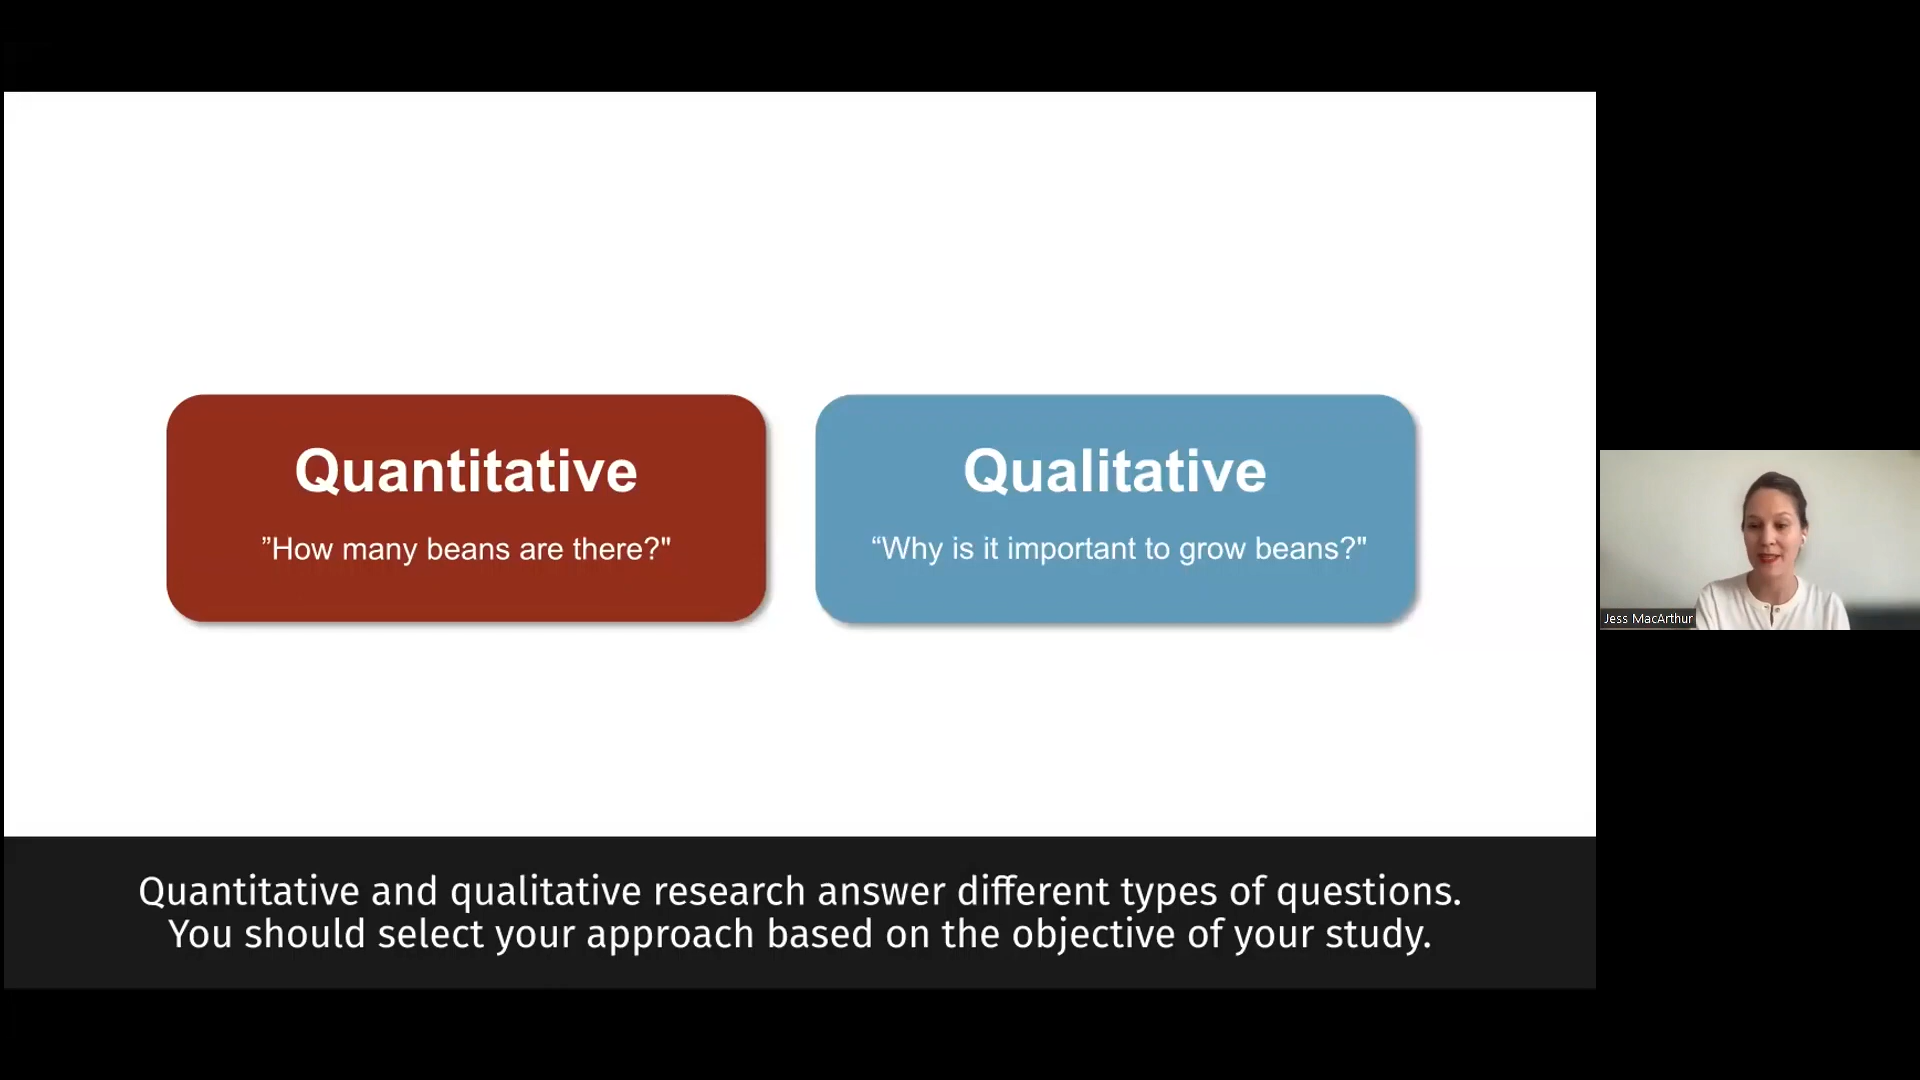 Quantitative
”How many beans are there?"
Qualitative
“Why is it important to grow beans?"
Jess MacArthur
Quantitative and qualitative research answer different types of questions.
You should select your approach based on the objective of your study.